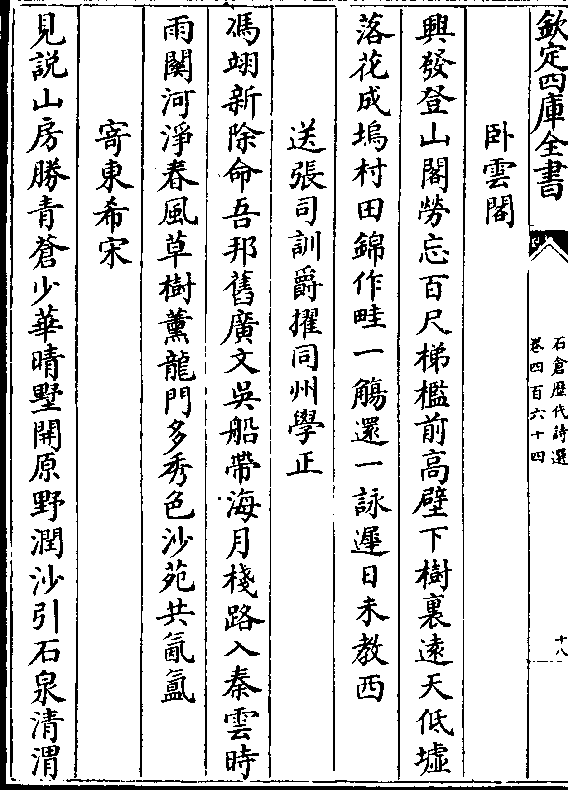 欽定四庫全書
石倉歴代詩選
卷四百六十四
十八
卧雲閣
興發登山閣勞忘百尺梯檻前高壁下樹裏遠天低墟
落花成塢村田錦作畦一觴還一詠遲日未教西
送張司訓爵擢同州學正
馮翊新除命吾邦舊廣文吳船帶海月棧路入秦雲時
雨關河淨春風草樹薰龍門多秀色沙苑共氤氲
寄東希宋
見説山房勝青蒼少華晴墅開原野潤沙引石泉清渭